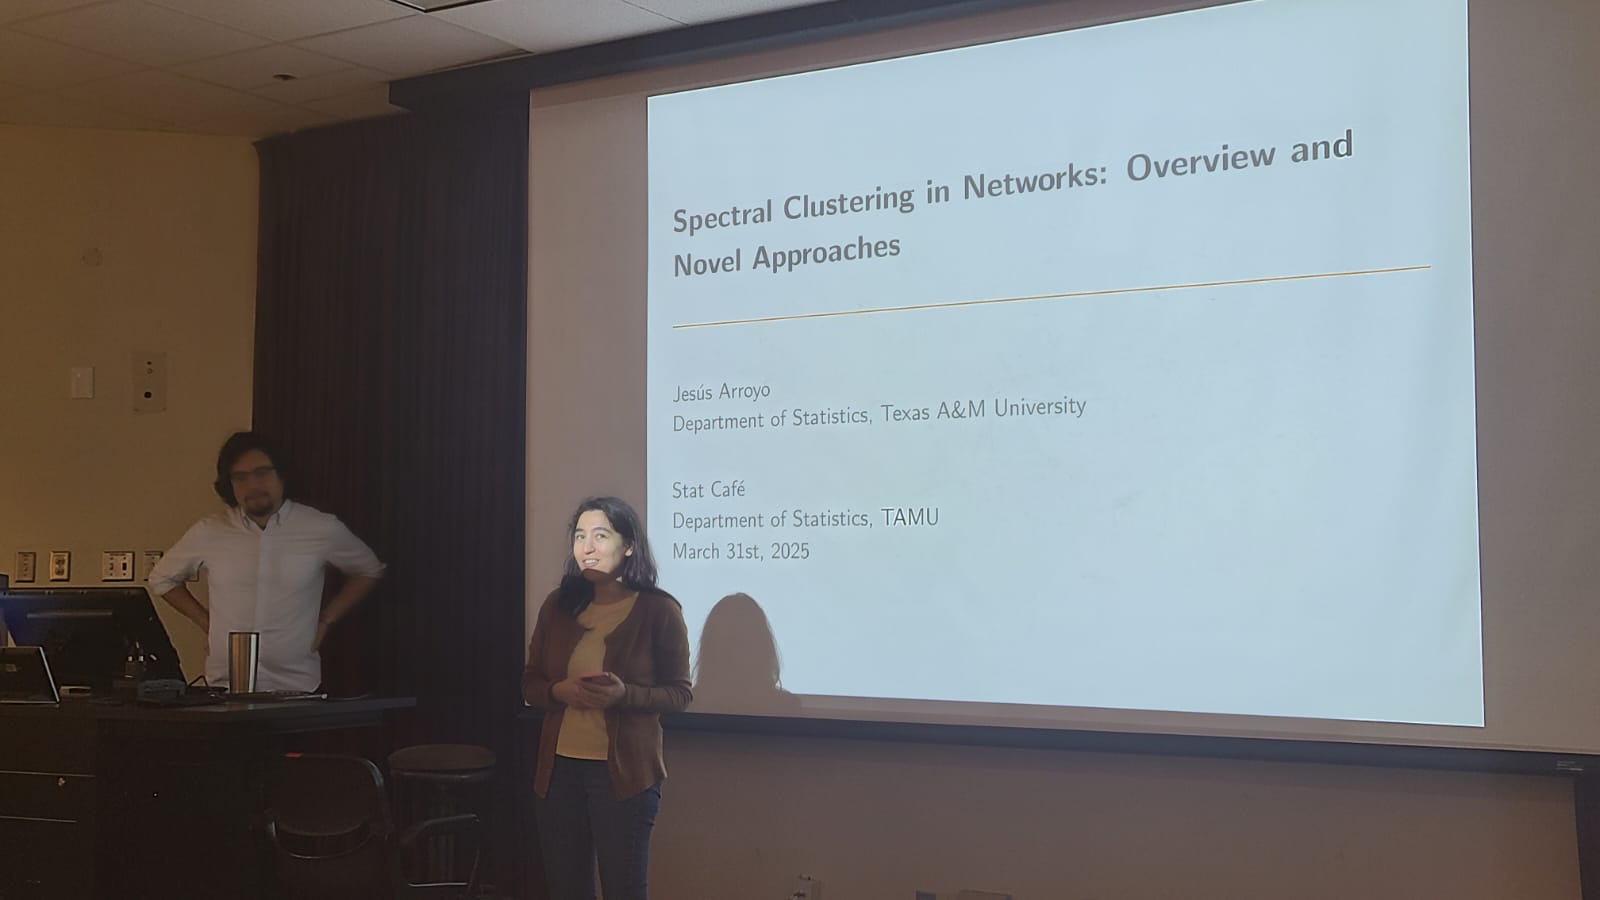 Spectral Clustering in Networks: Overview and
Novel Approaches
Jesús Arroyo
Department of Statistics, Texas A&M University
Stat Café
Department of Statistics, TAMU
March 31st, 2025